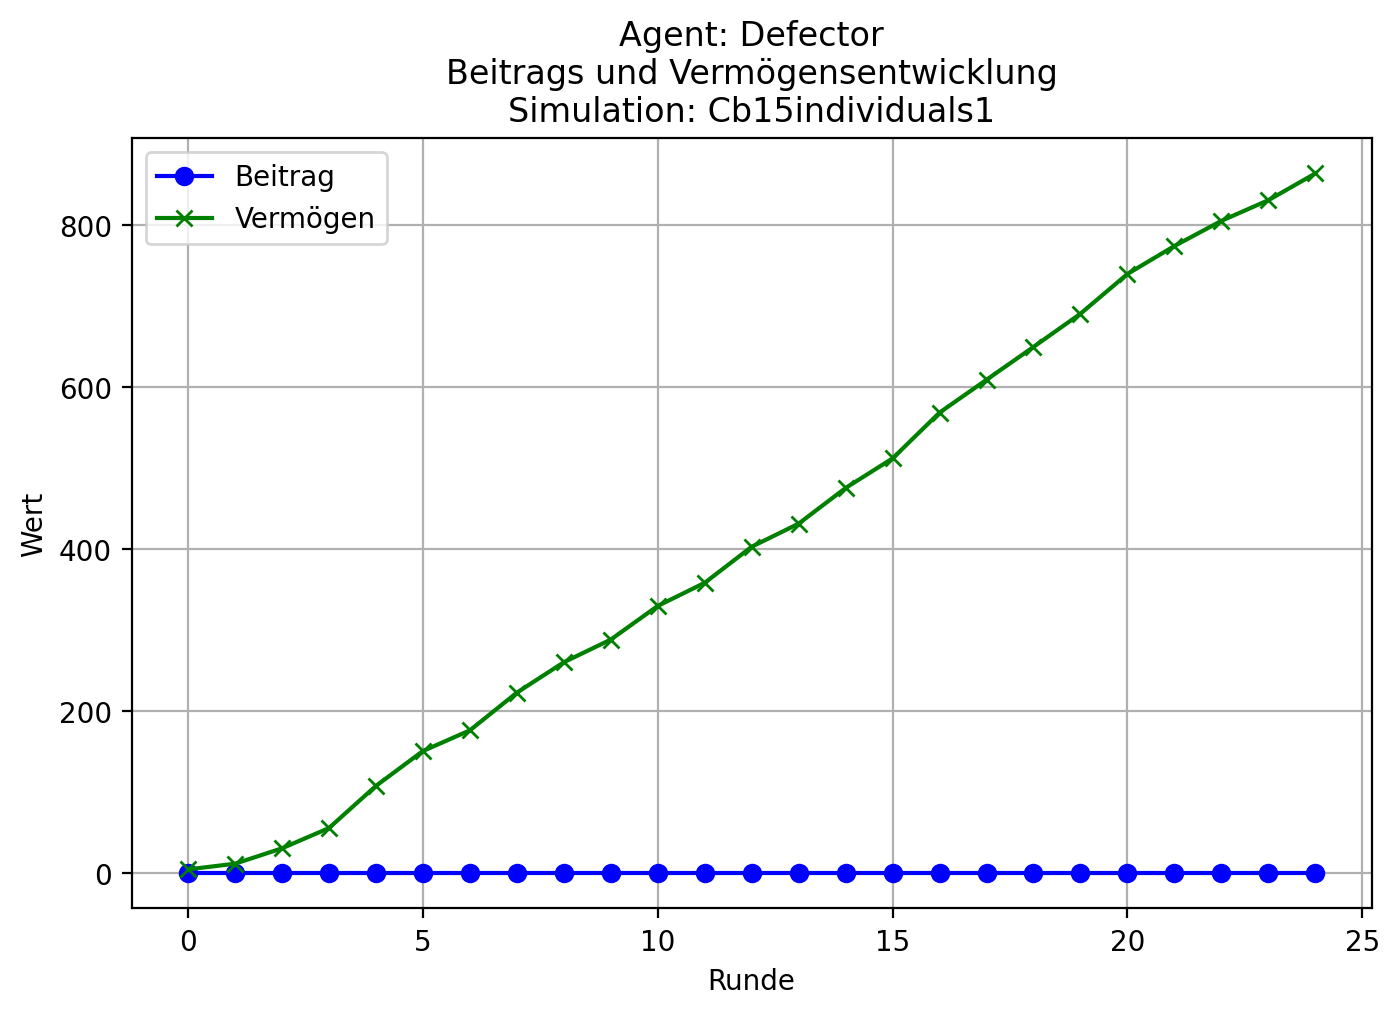 Agent: Defector
Beitrags und Vermögensentwicklung
Simulation: Cb15individuals1
Beitrag
Vermögen
800
600
400
200
0
Wert
0 5 10 15 20 25
Runde